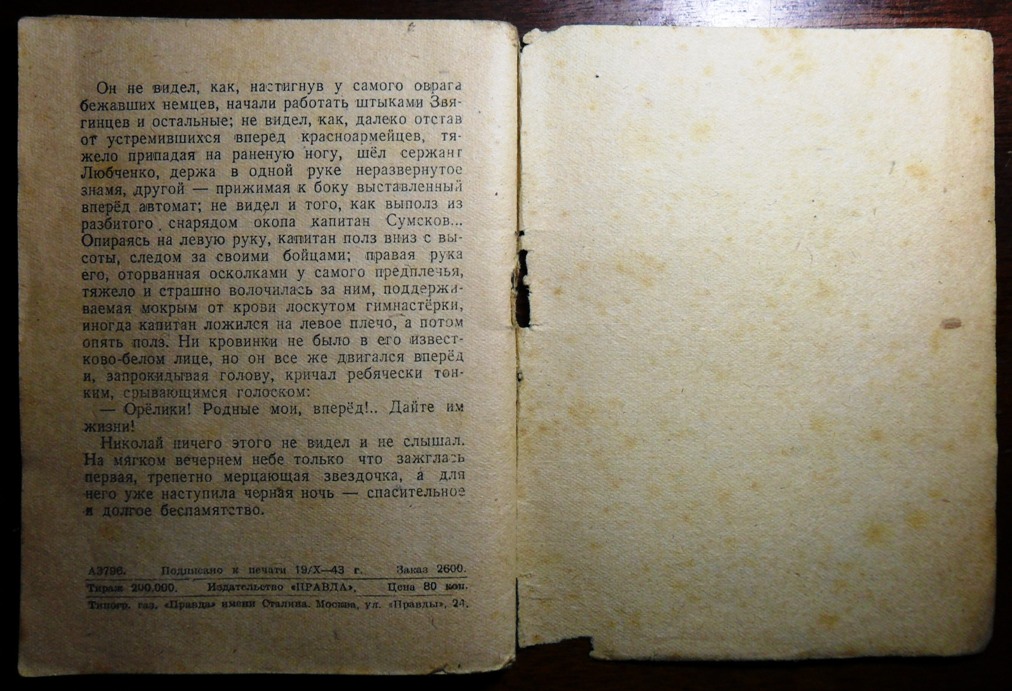 Он не видел, как, настигнув у самого оврага
бежавших немцев, начали работать штыками Звя-
гинцев и остальные; не видел, как, далеко отстав
от устремившихся вперед красноармейцев, тя-
жело припадая на раненую ногу, шёл сержант
Любченко, держа в одной руке неразвернутое
знамя, другой — прижимая к боку выставленный
вперёд автомат; не видел и того, как выполз из
разбитого снарядом окопа капитан Сумсков...
Опираясь на левую руку, капитан полз вниз с вы-
соты, следом за своими бойцами; правая рука
его, оторванная осколками у самого предплечья,
тяжело и страшно волочилась за ним, поддержи-
ваемая мокрым от крови лоскутом гимнастёрки,
иногда капитан ложился на левое плечо, а потом
опять полз. Ни кровинки не было в его извест-
ково-белом лице, но он все же двигался вперёд
и, запрокидывая голову, кричал ребячески тон-
ким, срывающимся голоском:
— Орёлики! Родные мои, вперёд!.. Дайте им
жизни!
Николай ничего этого не видел и не слышал.
На мягком вечернем небе только что зажглась
первая, трепетно мерцающая звездочка, а для
него уже наступила черная ночь — спасительное
и долгое беспамятство.
А3796. Подписано к печати 19/X—43 г. Заказ 2600.
Тираж 200.000. Издательство «ПРАВДА». Цена 80 коп.
Типогр. газ. «Правда» имени Сталина. Москва, ул. «Правды», 24.